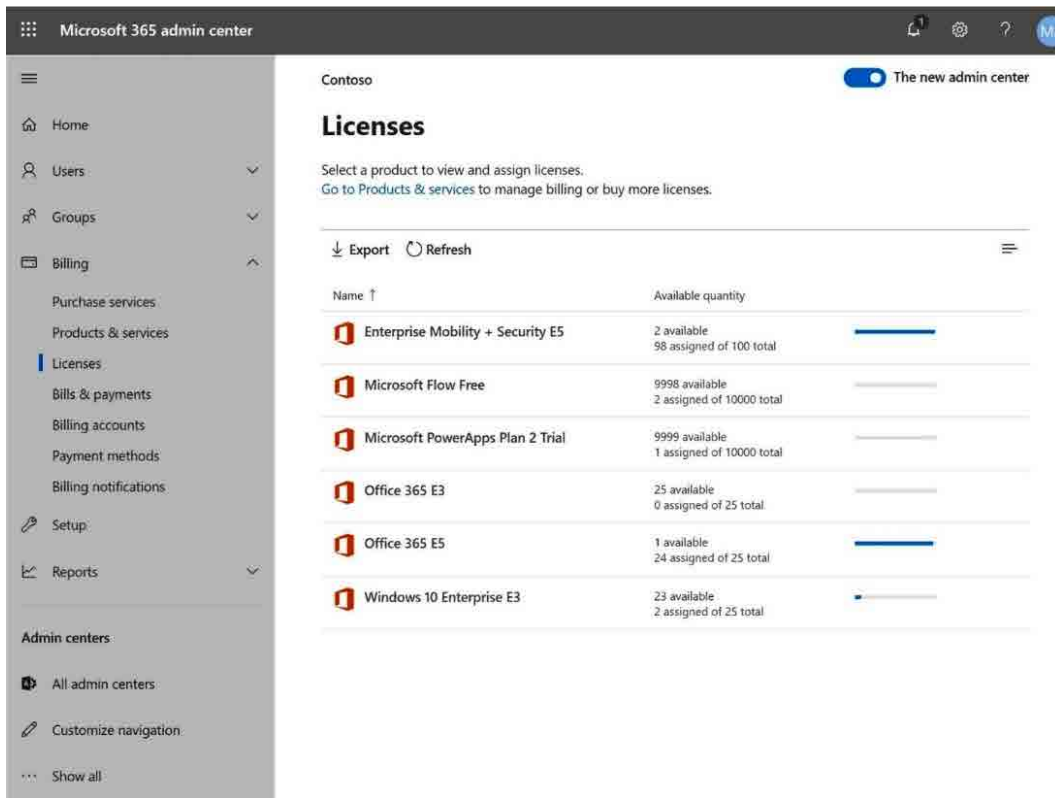 Microsoft 365 admin center
1
?
M
Contoso
The new admin center
Home
Users
Groups
Billing
Purchase services
Products & services
Licenses
Bills & payments
Billing accounts
Payment methods
Billing notifications
Setup
Reports
Admin centers
All admin centers
Customize navigation
Show all
Licenses
Select a product to view and assign licenses.
Go to Products & services to manage billing or buy more licenses.
Export Refresh
Name ↑ Available quantity
Enterprise Mobility + Security E5
2 available
98 assigned of 100 total
Microsoft Flow Free
9998 available
2 assigned of 10000 total
Microsoft PowerApps Plan 2 Trial
9999 available
1 assigned of 10000 total
Office 365 E3
25 available
0 assigned of 25 total
Office 365 E5
1 available
24 assigned of 25 total
Windows 10 Enterprise E3
23 available
2 assigned of 25 total